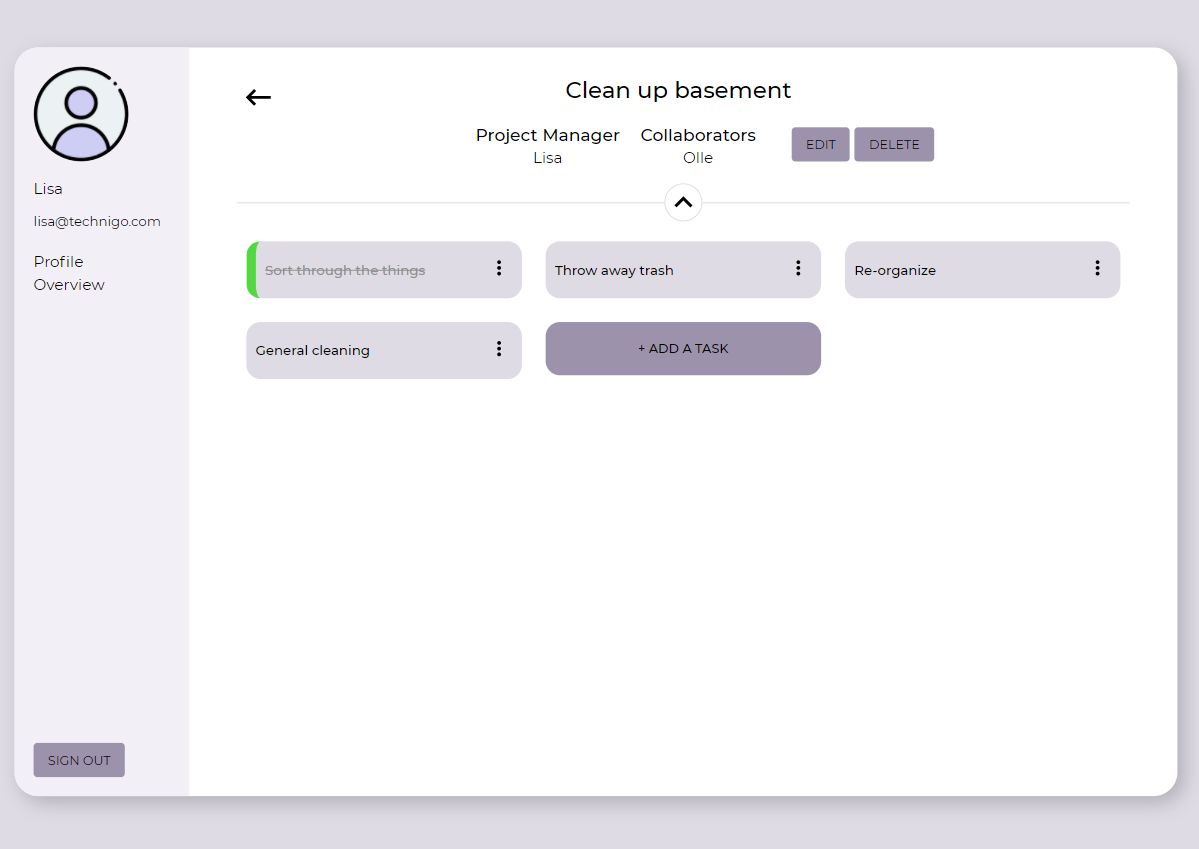 Clean up basement
Project Manager
Lisa
Collaborators
Olle
EDIT
DELETE
Lisa
lisa@technigo.com
Profile
Overview
SIGN OUT
Sort through the things
Throw away trash
Re-organize
General cleaning
+ ADD A TASK